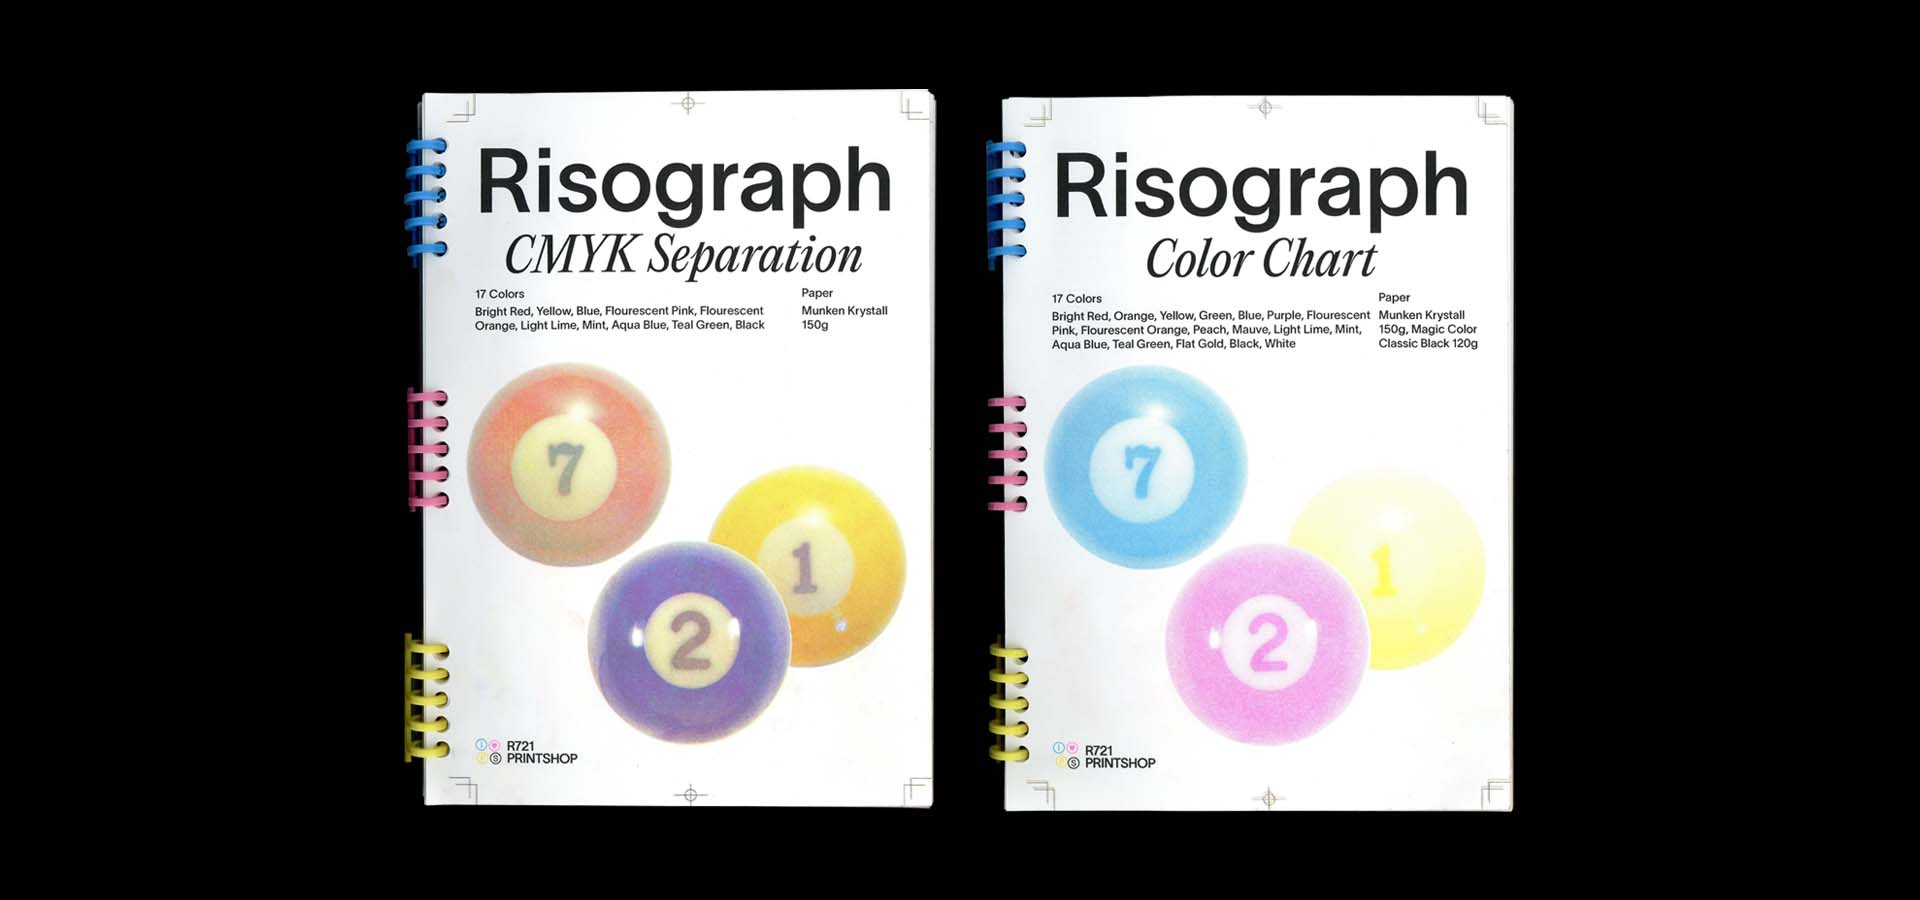 Risograph
CMYK Separation
17 Colors
Bright Red, Yellow, Blue, Flourescent Pink, Flourescent
Orange, Light Lime, Mint, Aqua Blue, Teal Green, Black
Paper
Munken Krystall
150g
7
1
2
R721
PRINTSHOP
S
Risograph
Color Chart
17 Colors
Bright Red, Orange, Yellow, Green, Blue, Purple, Flourescent
Pink, Flourescent Orange, Peach, Mauve, Light Lime, Mint,
Aqua Blue, Teal Green, Flat Gold, Black, White
Paper
Munken Krystall
150g, Magic Color
Classic Black 120g
7
1
2
R721
PRINTSHOP
S